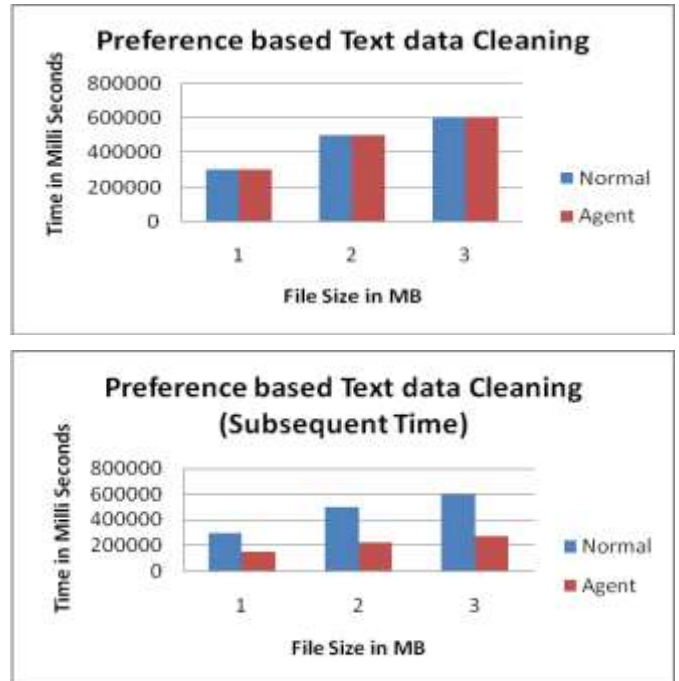 Preference based Text data Cleaning
Time in Milli Seconds
800000
600000
400000
200000
0
Normal
Agent
1 2 3
File Size in MB
Preference based Text data Cleaning
(Subsequent Time)
Time in Milli Seconds
800000
600000
400000
200000
0
Normal
Agent
1 2 3
File Size in MB